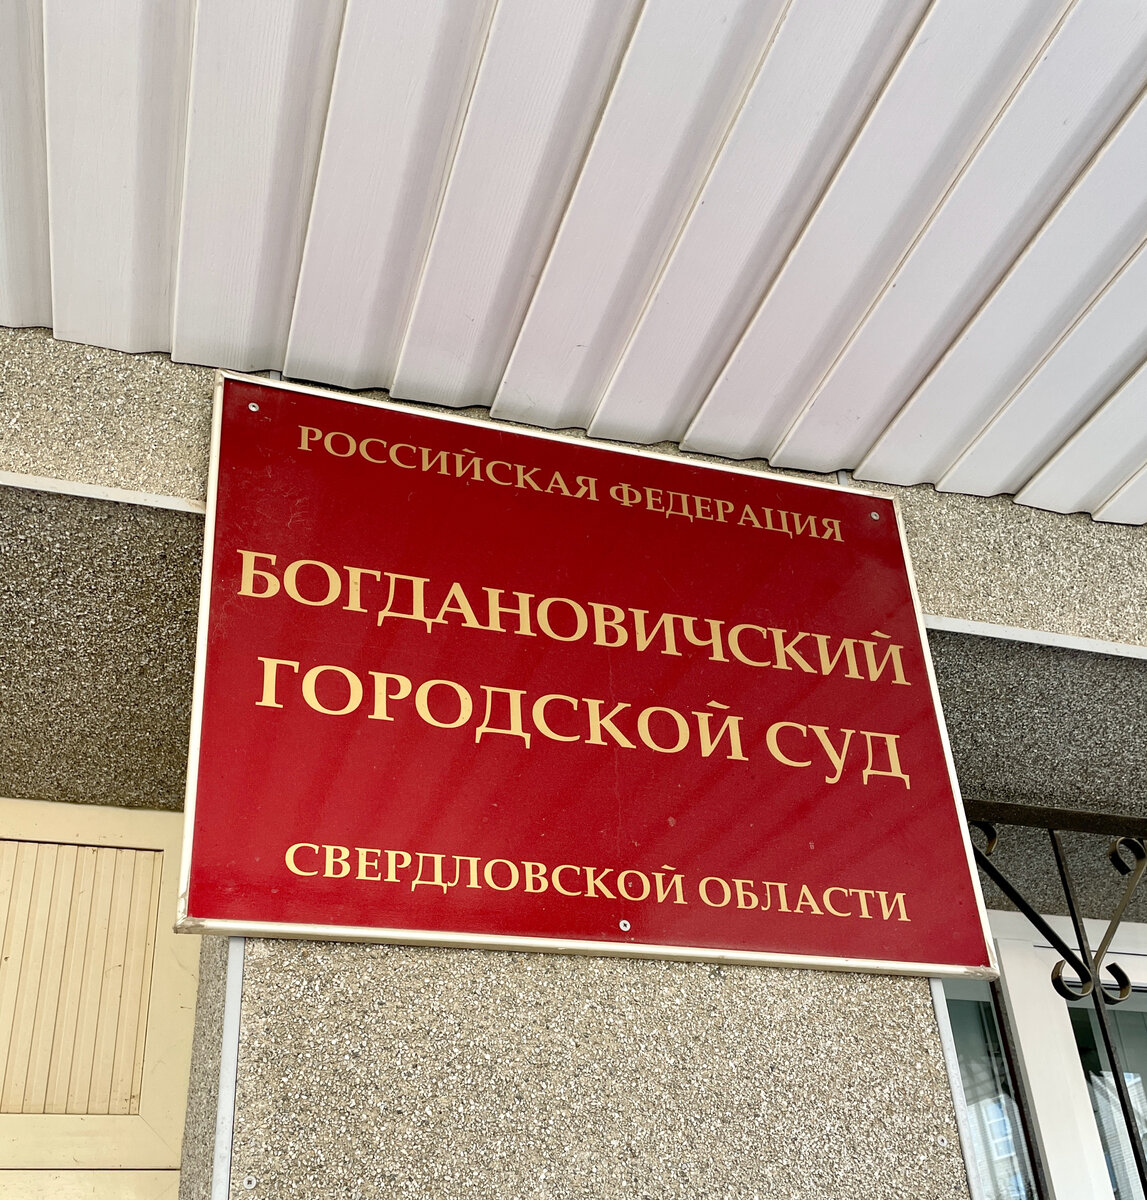 РОССИЙСКАЯ ФЕДЕРАЦИЯ
БОГДАНОВИЧСКИЙ
ГОРОДСКОЙ СУД
СВЕРДЛОВСКОЙ ОБЛАСТИ